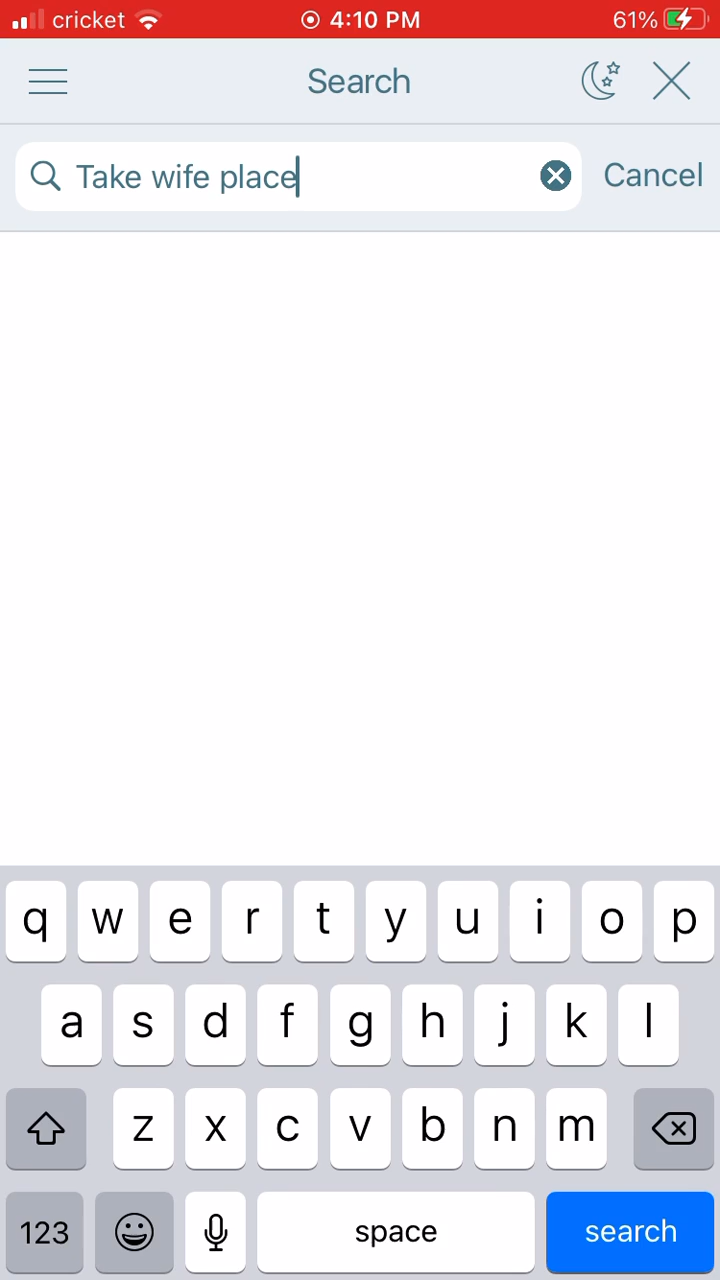 cricket 4:10 PM 61%
Search
Take wife place Cancel
q w e r t y u i o p
a s d f g h j k l
z x c v b n m
123 space search